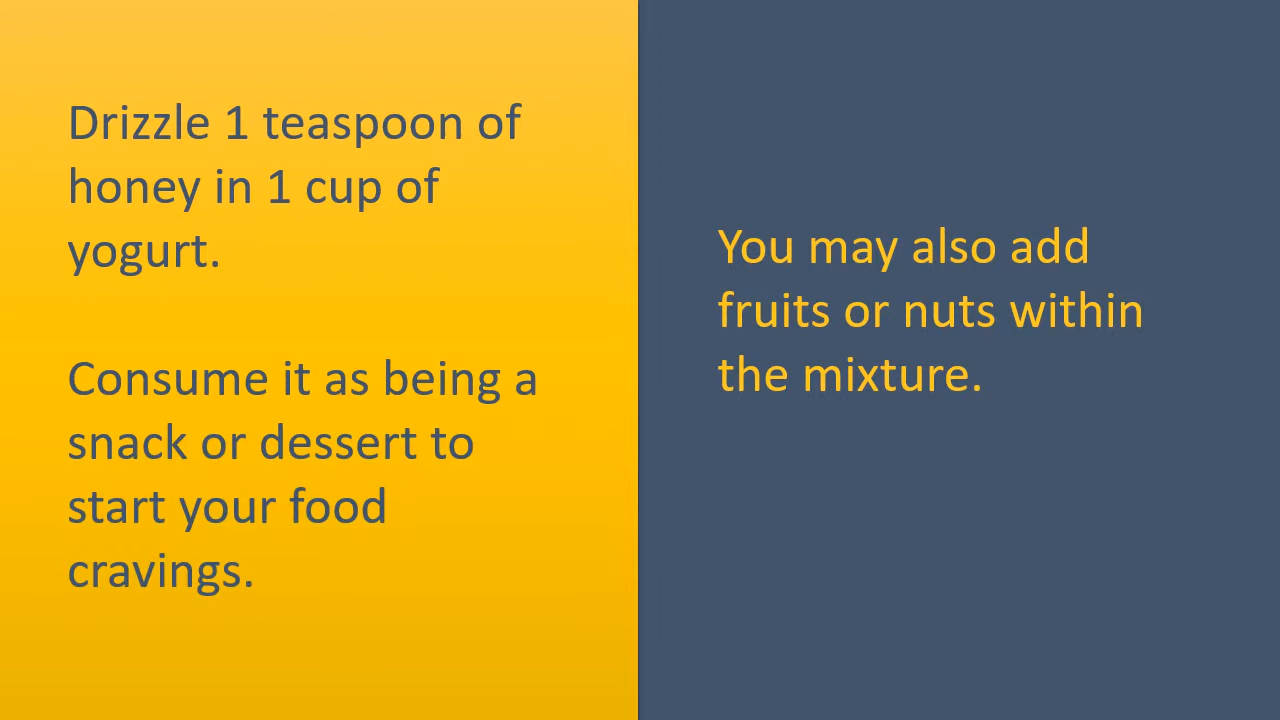 Drizzle 1 teaspoon of
honey in 1 cup of
yogurt.
Consume it as being a
snack or dessert to
start your food
cravings.
You may also add
fruits or nuts within
the mixture.